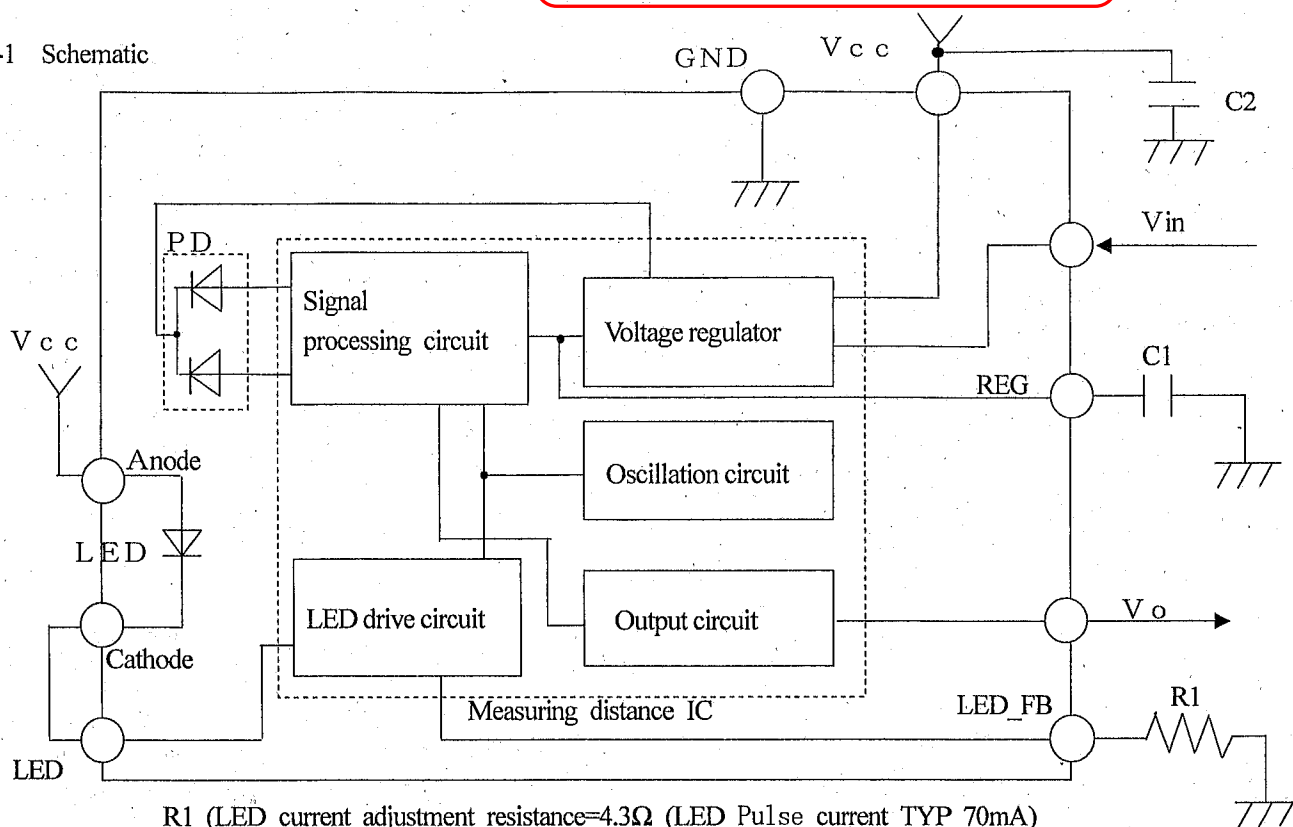 -1 Schematic
GND
Vcc
C2
Vin
PD
Signal
processing circuit
Voltage regulator
Vcc
C1
REG
Anode
Oscillation circuit
LED
LED drive circuit
Output circuit
Vo
Cathode
Measuring distance IC
LED_FB
R1
LED
R1 (LED current adjustment resistance=4.3Ω (LED Pulse current TYP 70mA)